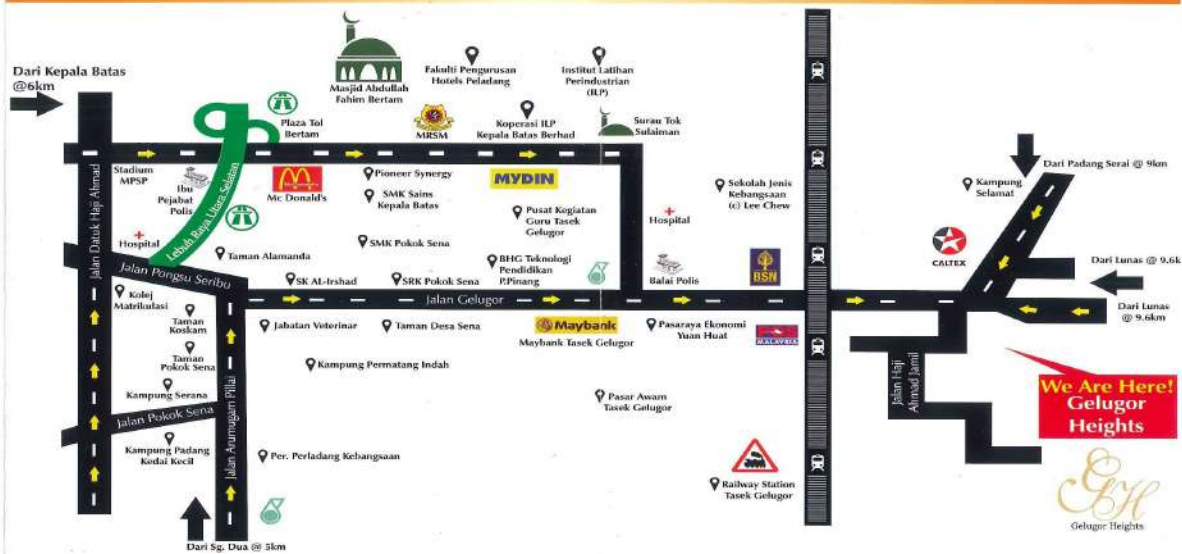 Dari Kepala Batas
@6km
Masjid Abdullah
Fahim Bertam
Fakulti Pengurusan
Hotels Peladang
Institut Latihan
Perindustrian
(ILP)
Plaza Tol
Bertam
MRSM
Koperasi ILP
Kepala Batas Berhad
Surau Tok
Sulaiman
Stadium
MPSP
Ibu
Pejabat
Polis
Hospital
Lebuh Raya Utara Selatan
McDonald's
Mc Donald's
Pioneer Synergy
SMK Sains
Kepala Batas
MYDIN
Pusat Kegiatan
Guru Tasek
Gelugor
Hospital
Sekolah Jenis
Kebangsaan
(c) Lee Chew
Kampung
Selamat
Dari Padang Serai @ 9km
Jalan Datuk Haji Ahmad
Jalan Pongsu Seribu
Taman Alamanda
SMK Pokok Sena
SK AL-Irshad
SRK Pokok Sena
BHG Teknologi
Pendidikan
P.Pinang
Balai Polis
BSN
CALTEX
Dari Lunas @ 9.6k
Dari Lunas
@ 9.6km
Jalan Gelugor
Kolej
Matrikulasi
Taman
Koskam
Taman
Pokok Sena
Kampung Serana
Jalan Pokok Sena
Kampung Padang
Kedai Kecil
Jalan Arumugam Pillai
Jabatan Veterinar
Taman Desa Sena
Maybank
Maybank Tasek Gelugor
Pasaraya Ekonomi
Yuan Huat
MALAYSIA
Kampung Permatang Indah
Pasar Awam
Tasek Gelugor
Per. Perladang Kebangsaan
Railway Station
Tasek Gelugor
Jalan Haji
Ahmad Jamil
We Are Here!
Gelugor
Heights
GH
Gelugor Heights
Dari Sg. Dua @ 5km